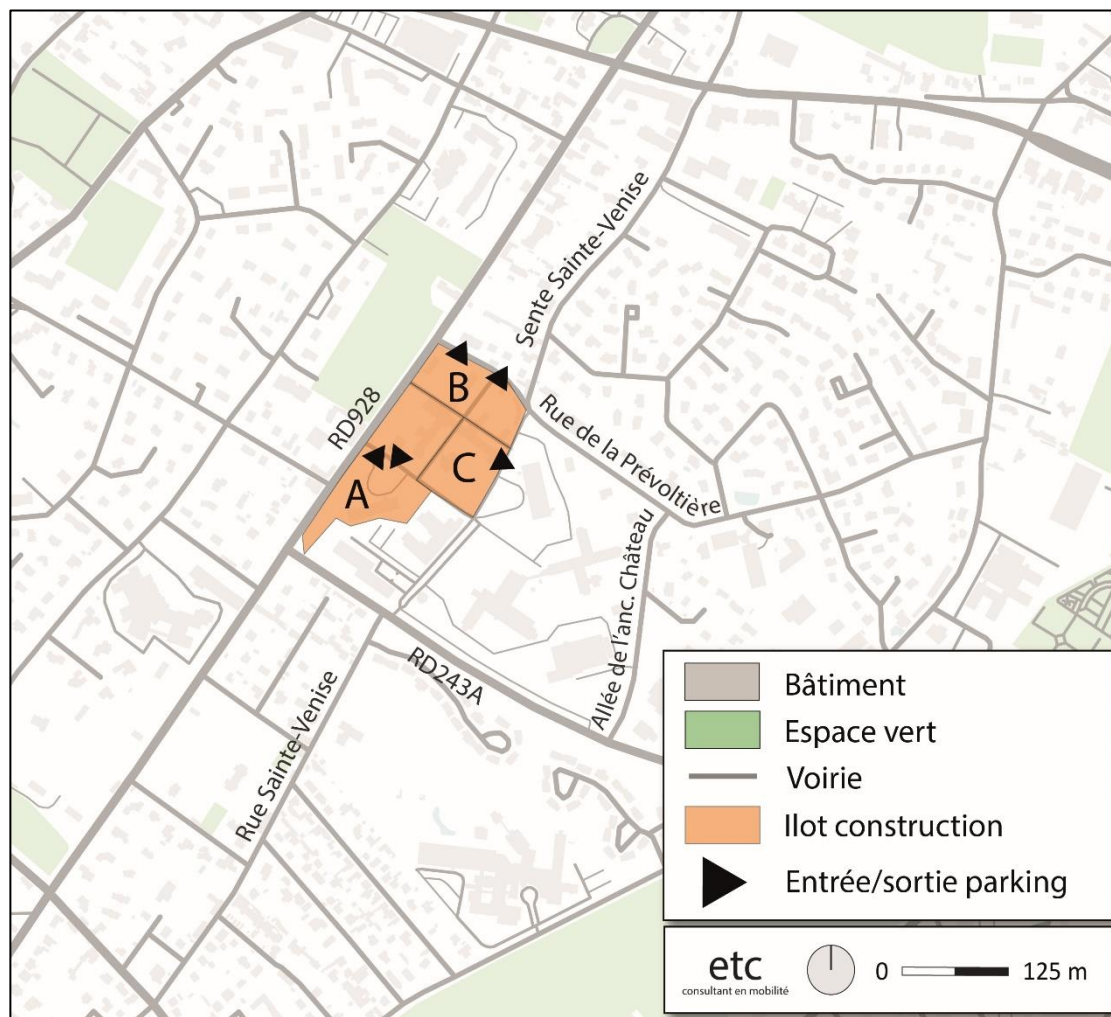 Sente Sainte-Venise
RD928
B
Rue de la Prévoltière
C
A
Allée de l'anc. Château
RD243A
Rue Sainte-Venise
Bâtiment
Espace vert
Voirie
Ilot construction
Entrée/sortie parking
etc
consultant en mobilité
0 125 m